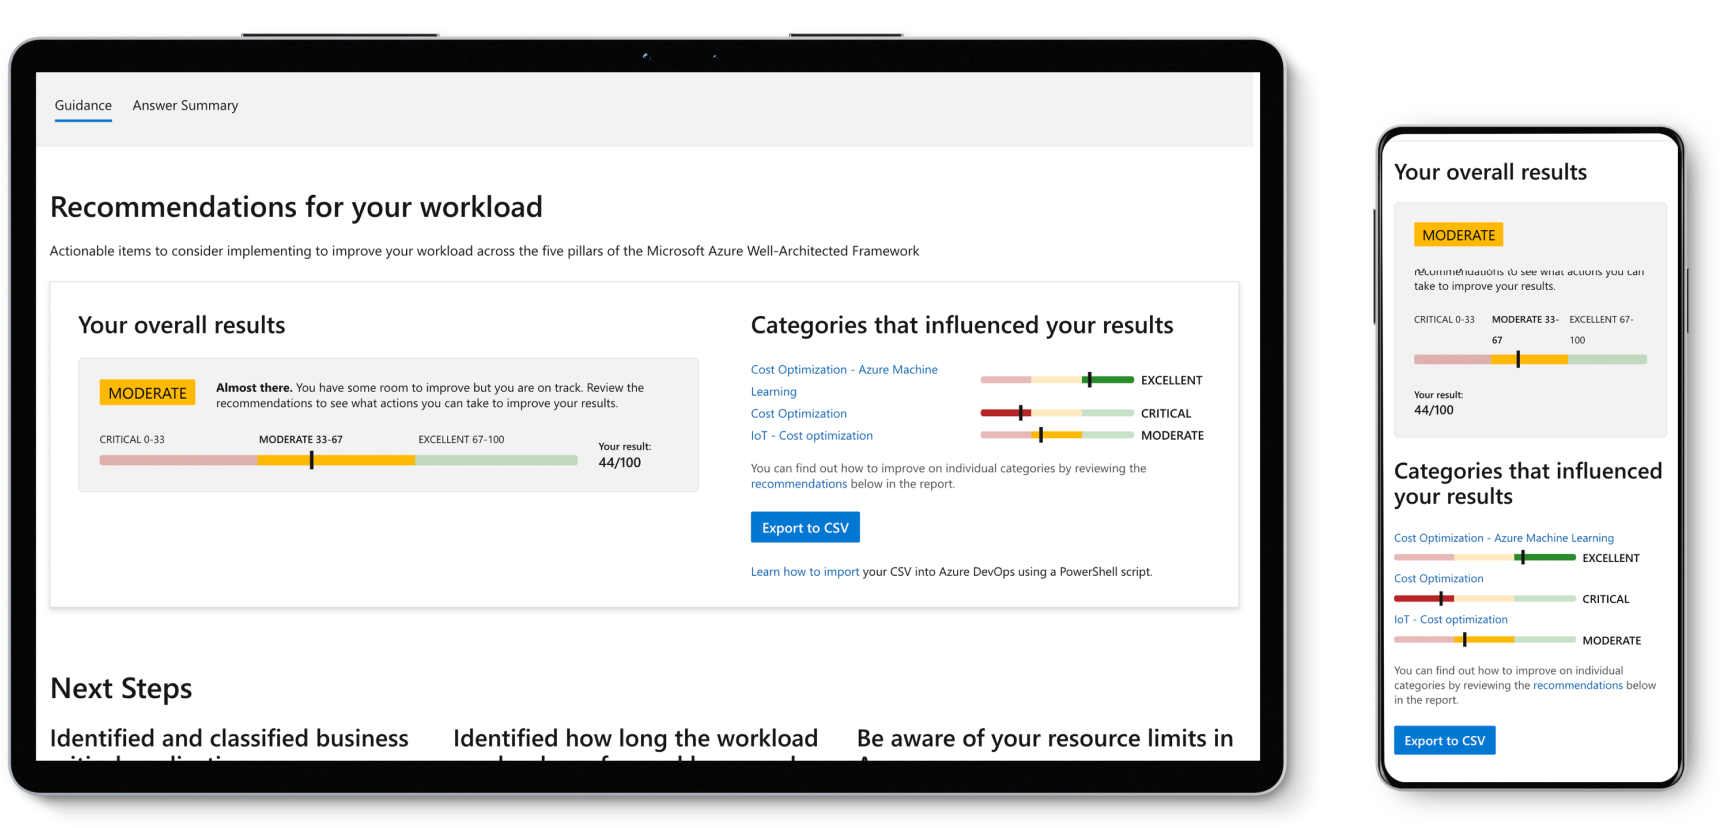 Guidance Answer Summary
Recommendations for your workload
Actionable items to consider implementing to improve your workload across the five pillars of the Microsoft Azure Well-Architected Framework
Your overall results
MODERATE
Almost there. You have some room to improve but you are on track. Review the
recommendations to see what actions you can take to improve your results.
CRITICAL 0-33 MODERATE 33-67 EXCELLENT 67-100
Your result:
44/100
Categories that influenced your results
Cost Optimization - Azure Machine
Learning
EXCELLENT
Cost Optimization CRITICAL
IoT - Cost optimization MODERATE
You can find out how to improve on individual categories by reviewing the
recommendations below in the report.
Export to CSV
Learn how to import your CSV into Azure DevOps using a PowerShell script.
Next Steps
Identified and classified business
Identified how long the workload
Be aware of your resource limits in
Your overall results
MODERATE
recommendations to see what actions you can
take to improve your results.
CRITICAL 0-33 MODERATE 33- EXCELLENT 67-
67 100
Your result:
44/100
Categories that influenced
your results
Cost Optimization - Azure Machine Learning
EXCELLENT
Cost Optimization
CRITICAL
IoT - Cost optimization
MODERATE
You can find out how to improve on individual
categories by reviewing the recommendations below
in the report.
Export to CSV